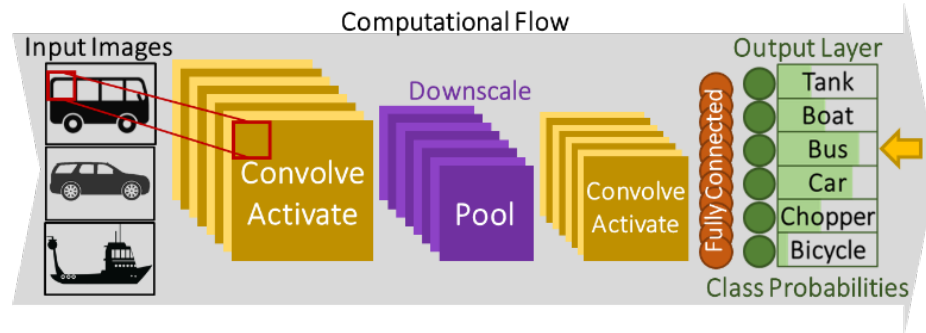 Computational Flow
Input Images
Convolve
Activate
Downscale
Pool
Convolve
Activate
Fully Connected
Output Layer
Tank
Boat
Bus
Car
Chopper
Bicycle
Class Probabilities